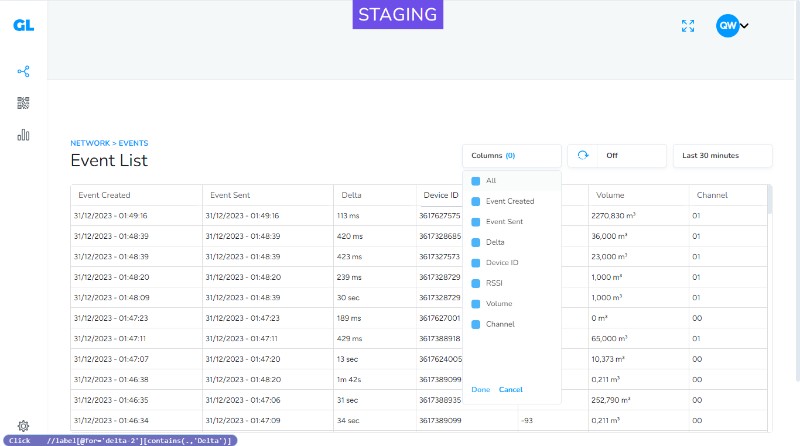 STAGING
GL
QW
NETWORK > EVENTS
Event List
Columns (0)
Off
Last 30 minutes
Event Created Event Sent Delta Device ID Volume Channel
31/12/2023 - 01:49:16 31/12/2023 - 01:49:16 113 ms 3617627575 2270,830 m³ 01
31/12/2023 - 01:48:39 31/12/2023 - 01:48:39 420 ms 3617328685 36,000 m³ 01
31/12/2023 - 01:48:39 31/12/2023 - 01:48:39 423 ms 3617327573 23,000 m³ 01
31/12/2023 - 01:48:20 31/12/2023 - 01:48:20 239 ms 3617328729 1,000 m³ 01
31/12/2023 - 01:48:09 31/12/2023 - 01:48:09 30 sec 3617328729 1,000 m³ 01
31/12/2023 - 01:47:23 31/12/2023 - 01:47:23 189 ms 3617627001 0 m³ 00
31/12/2023 - 01:47:11 31/12/2023 - 01:47:11 429 ms 3617388918 65,000 m³ 01
31/12/2023 - 01:47:07 31/12/2023 - 01:47:20 13 sec 3617624005 10,373 m³ 00
31/12/2023 - 01:46:38 31/12/2023 - 01:48:20 1m 42s 3617389099 0,211 m³ 00
31/12/2023 - 01:46:35 31/12/2023 - 01:47:06 31 sec 3617388935 252,790 m³ 00
31/12/2023 - 01:46:34 31/12/2023 - 01:47:09 34 sec 3617389099 -93 0,211 m³ 00
All
Event Created
Event Sent
Delta
Device ID
RSSI
Volume
Channel
Done Cancel
Click //label[@for='delta-2'][contains(.,'Delta')]